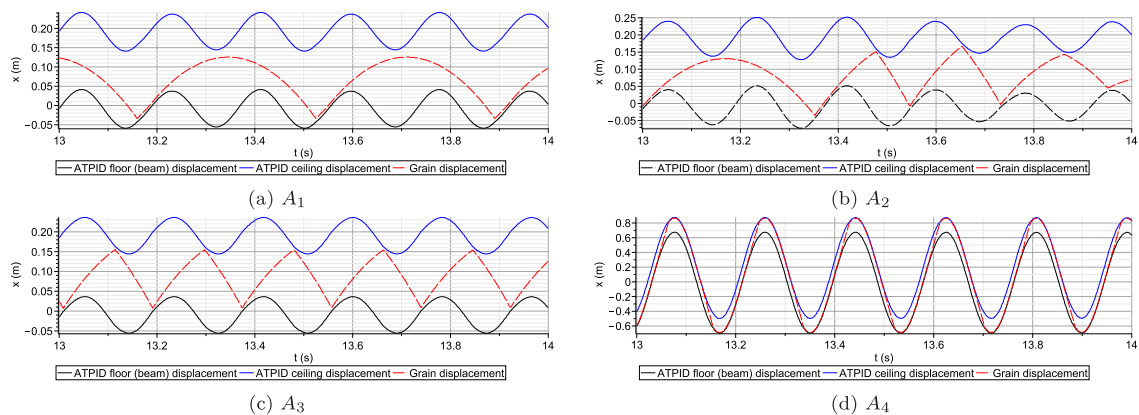 0.20
0.15
x (m)
0.10
0.05
0
−0.05
13 13.2 13.4 13.6 13.8 14
t (s)
ATPID floor (beam) displacement ATPID ceiling displacement Grain displacement
(a) A₁
0.25
0.20
0.15
x (m)
0.10
0.05
0
−0.05
13 13.2 13.4 13.6 13.8 14
t (s)
ATPID floor (beam) displacement ATPID ceiling displacement Grain displacement
(b) A₂
0.20
0.15
x (m)
0.10
0.05
0
−0.05
13 13.2 13.4 13.6 13.8 14
t (s)
ATPID floor (beam) displacement ATPID ceiling displacement Grain displacement
(c) A₃
0.8
0.6
0.4
x (m)
0.2
0
−0.2
−0.4
−0.6
13 13.2 13.4 13.6 13.8 14
t (s)
ATPID floor (beam) displacement ATPID ceiling displacement Grain displacement
(d) A₄